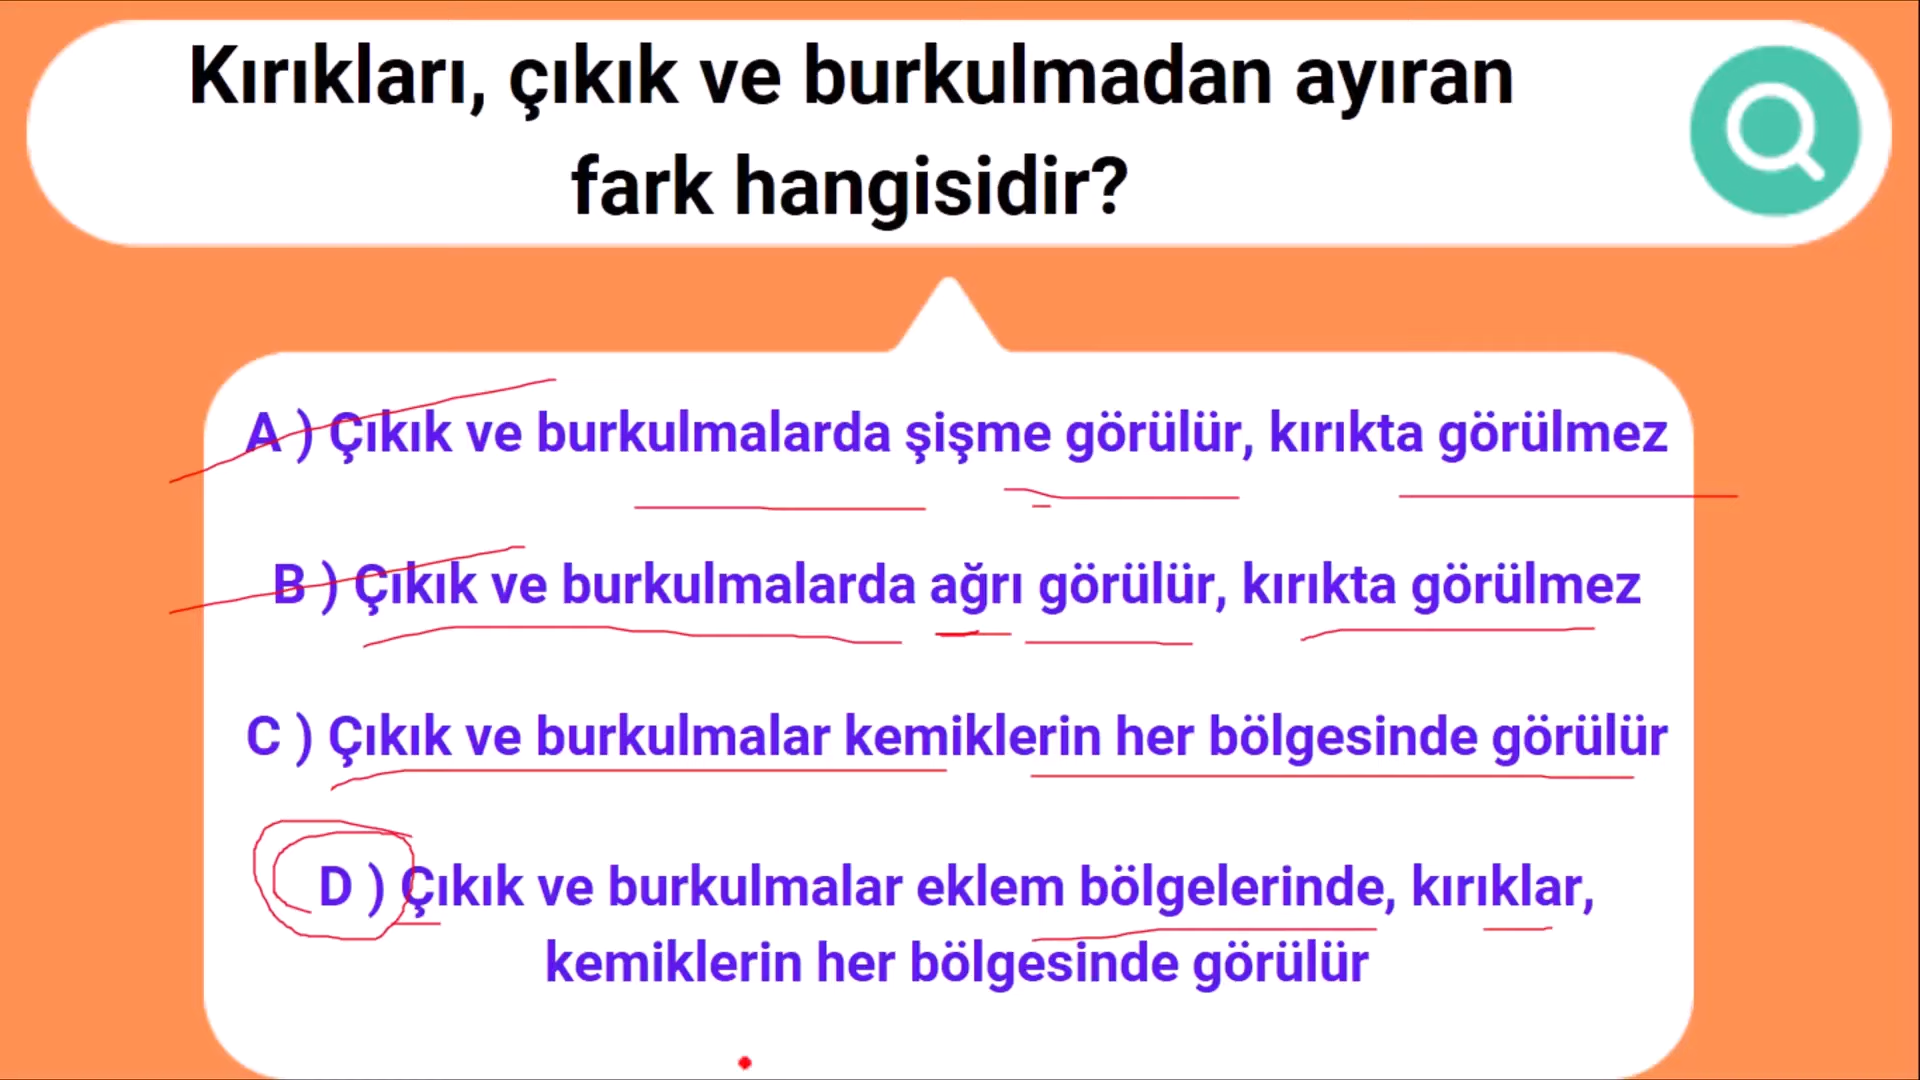 Kırıkları, çıkık ve burkulmadan ayıran
fark hangisidir?
A ) Çıkık ve burkulmalarda şişme görülür, kırıkta görülmez
B ) Çıkık ve burkulmalarda ağrı görülür, kırıkta görülmez
C ) Çıkık ve burkulmalar kemiklerin her bölgesinde görülür
D ) Çıkık ve burkulmalar eklem bölgelerinde, kırıklar,
kemiklerin her bölgesinde görülür